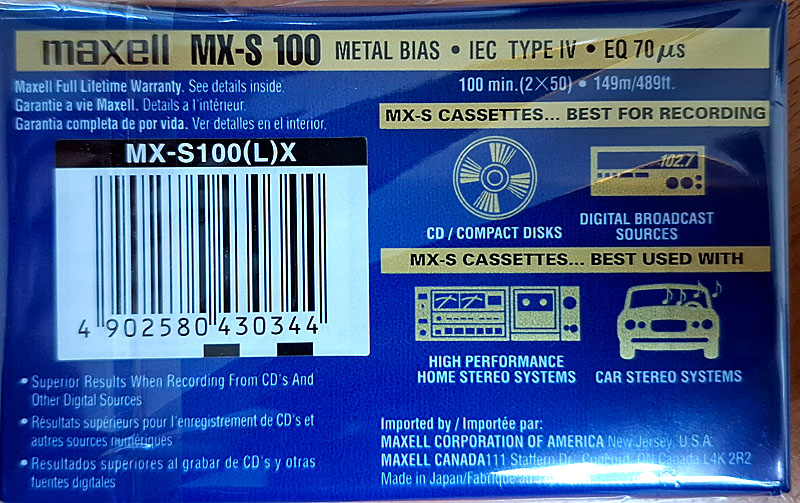 maxell MX-S 100 METAL BIAS • IEC TYPE IV • EQ 70 μs
100 min.(2×50) • 149m/489ft.
Maxell Full Lifetime Warranty. See details inside.
Garantie a vie Maxell. Details a l'intérieur.
Garantia completa de por vida. Ver detalles en el interior.
MX-S100(L)X
4 902580 430344
• Superior Results When Recording From CD's And
Other Digital Sources
• Résultats supérieurs pour l'enregistrement de CD's et
autres sources numériques
• Resultados superiores al grabar de CD's y otras
fuentes digitales
MX-S CASSETTES... BEST FOR RECORDING
102.7
CD / COMPACT DISKS
DIGITAL BROADCAST
SOURCES
MX-S CASSETTES... BEST USED WITH
HIGH PERFORMANCE
HOME STEREO SYSTEMS
CAR STEREO SYSTEMS
Imported by / Importée par:
MAXELL CORPORATION OF AMERICA New Jersey, U.S.A.
MAXELL CANADA 111 Staffern Dr., Concord, ON Canada L4K 2R2
Made in Japan/Fabriqué au